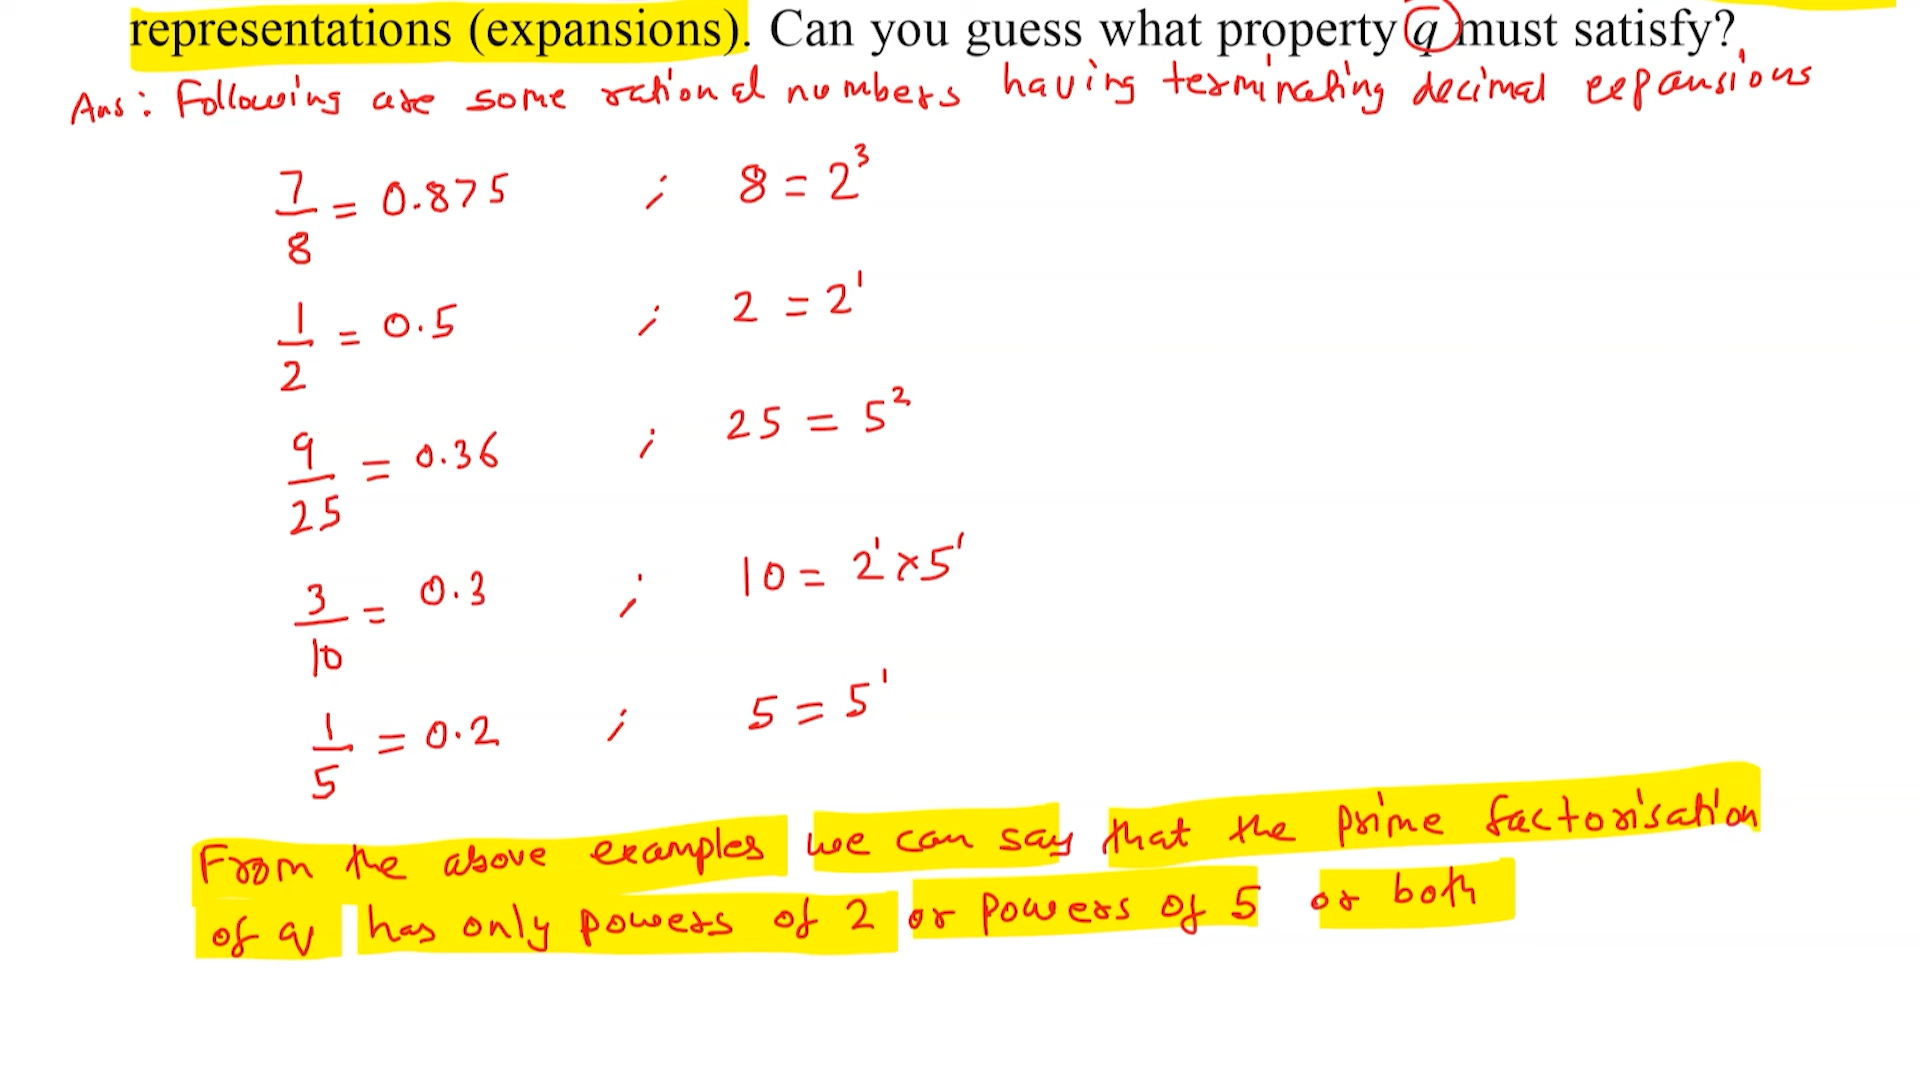 representations (expansions). Can you guess what property q must satisfy?
Ans: Following are some rational numbers having terminating decimal expansions
7/8 = 0.875 ; 8 = 2³
1/2 = 0.5 ; 2 = 2¹
9/25 = 0.36 ; 25 = 5²
3/10 = 0.3 ; 10 = 2¹×5¹
1/5 = 0.2 ; 5 = 5¹
From the above examples we can say that the prime factorisation
of q has only powers of 2 or powers of 5 or both